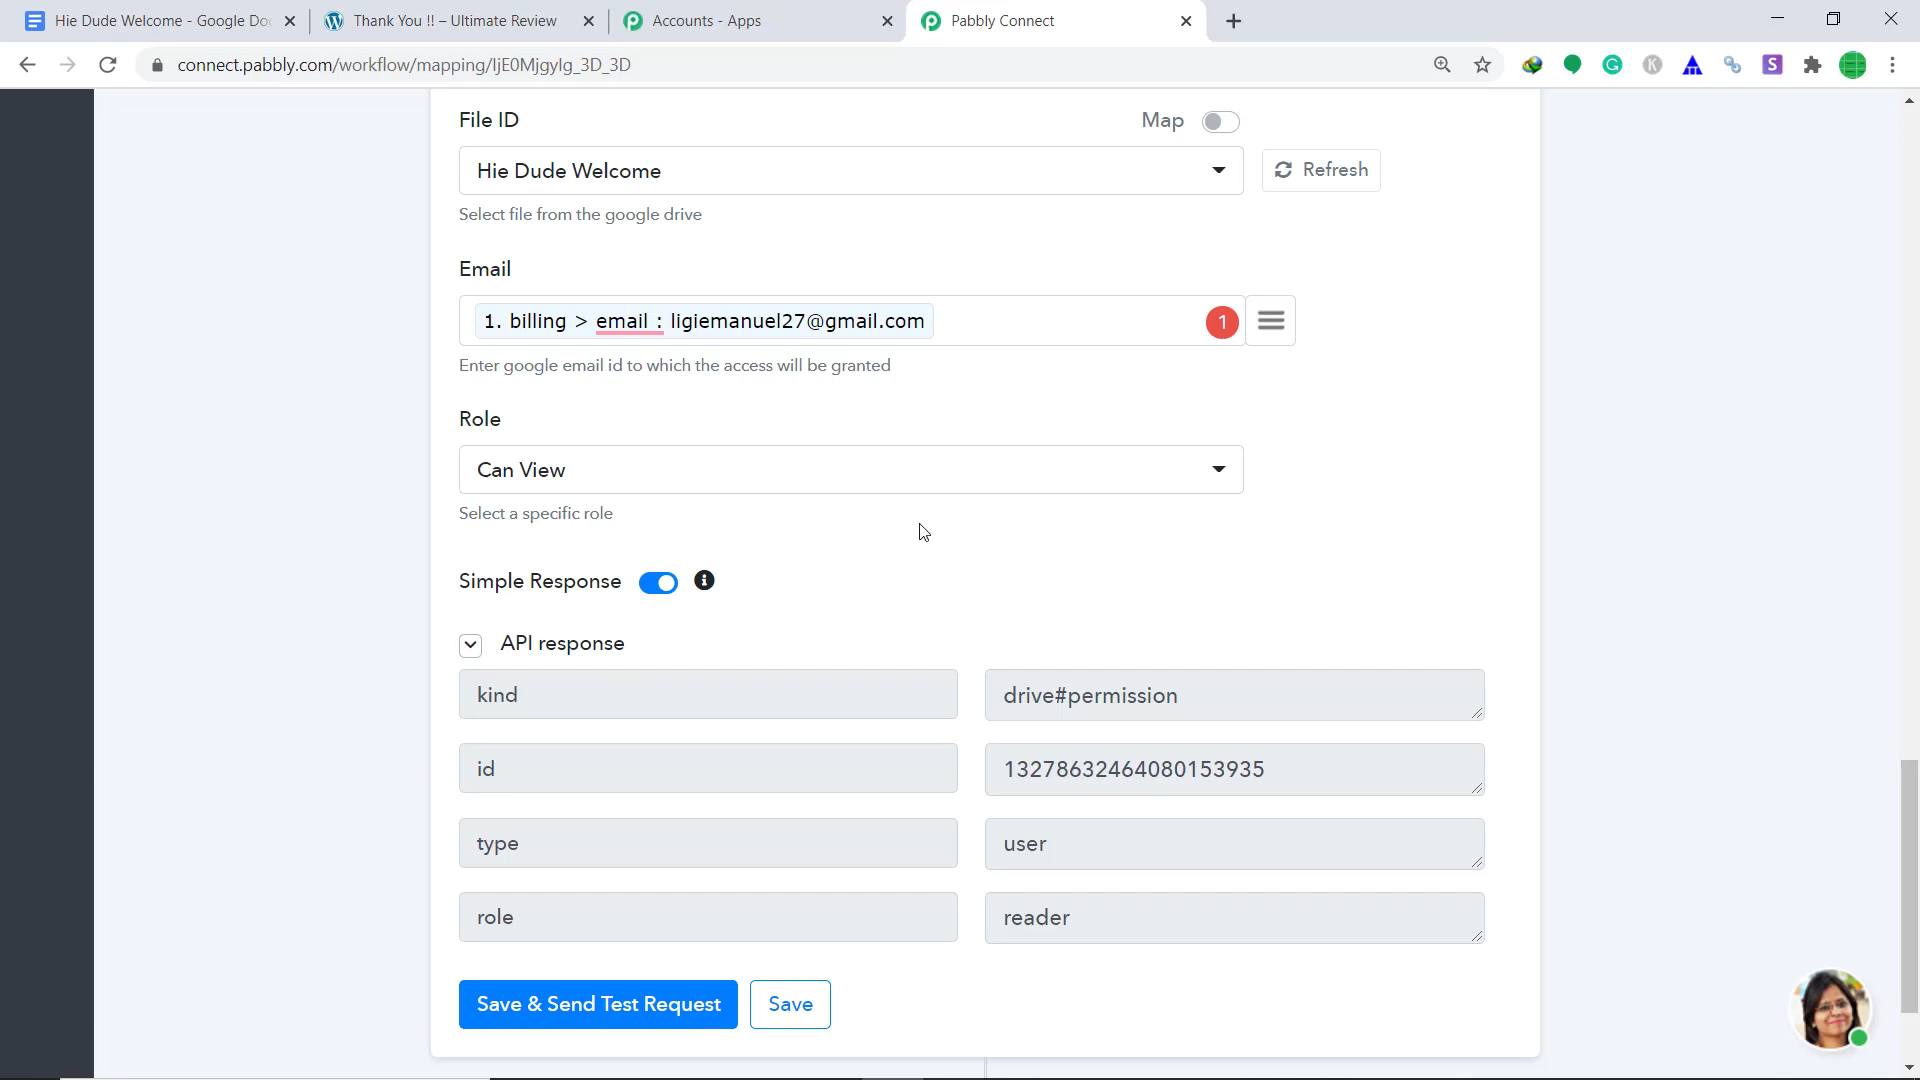 Hie Dude Welcome - Google Do
Thank You !! – Ultimate Review
Accounts - Apps
Pabbly Connect
connect.pabbly.com/workflow/mapping/IjE0Mjgylg_3D_3D
File ID
Map
Hie Dude Welcome
Refresh
Select file from the google drive
Email
1. billing > email : ligiemanuel27@gmail.com
1
Enter google email id to which the access will be granted
Role
Can View
Select a specific role
Simple Response
API response
kind
drive#permission
id
13278632464080153935
type
user
role
reader
Save & Send Test Request
Save